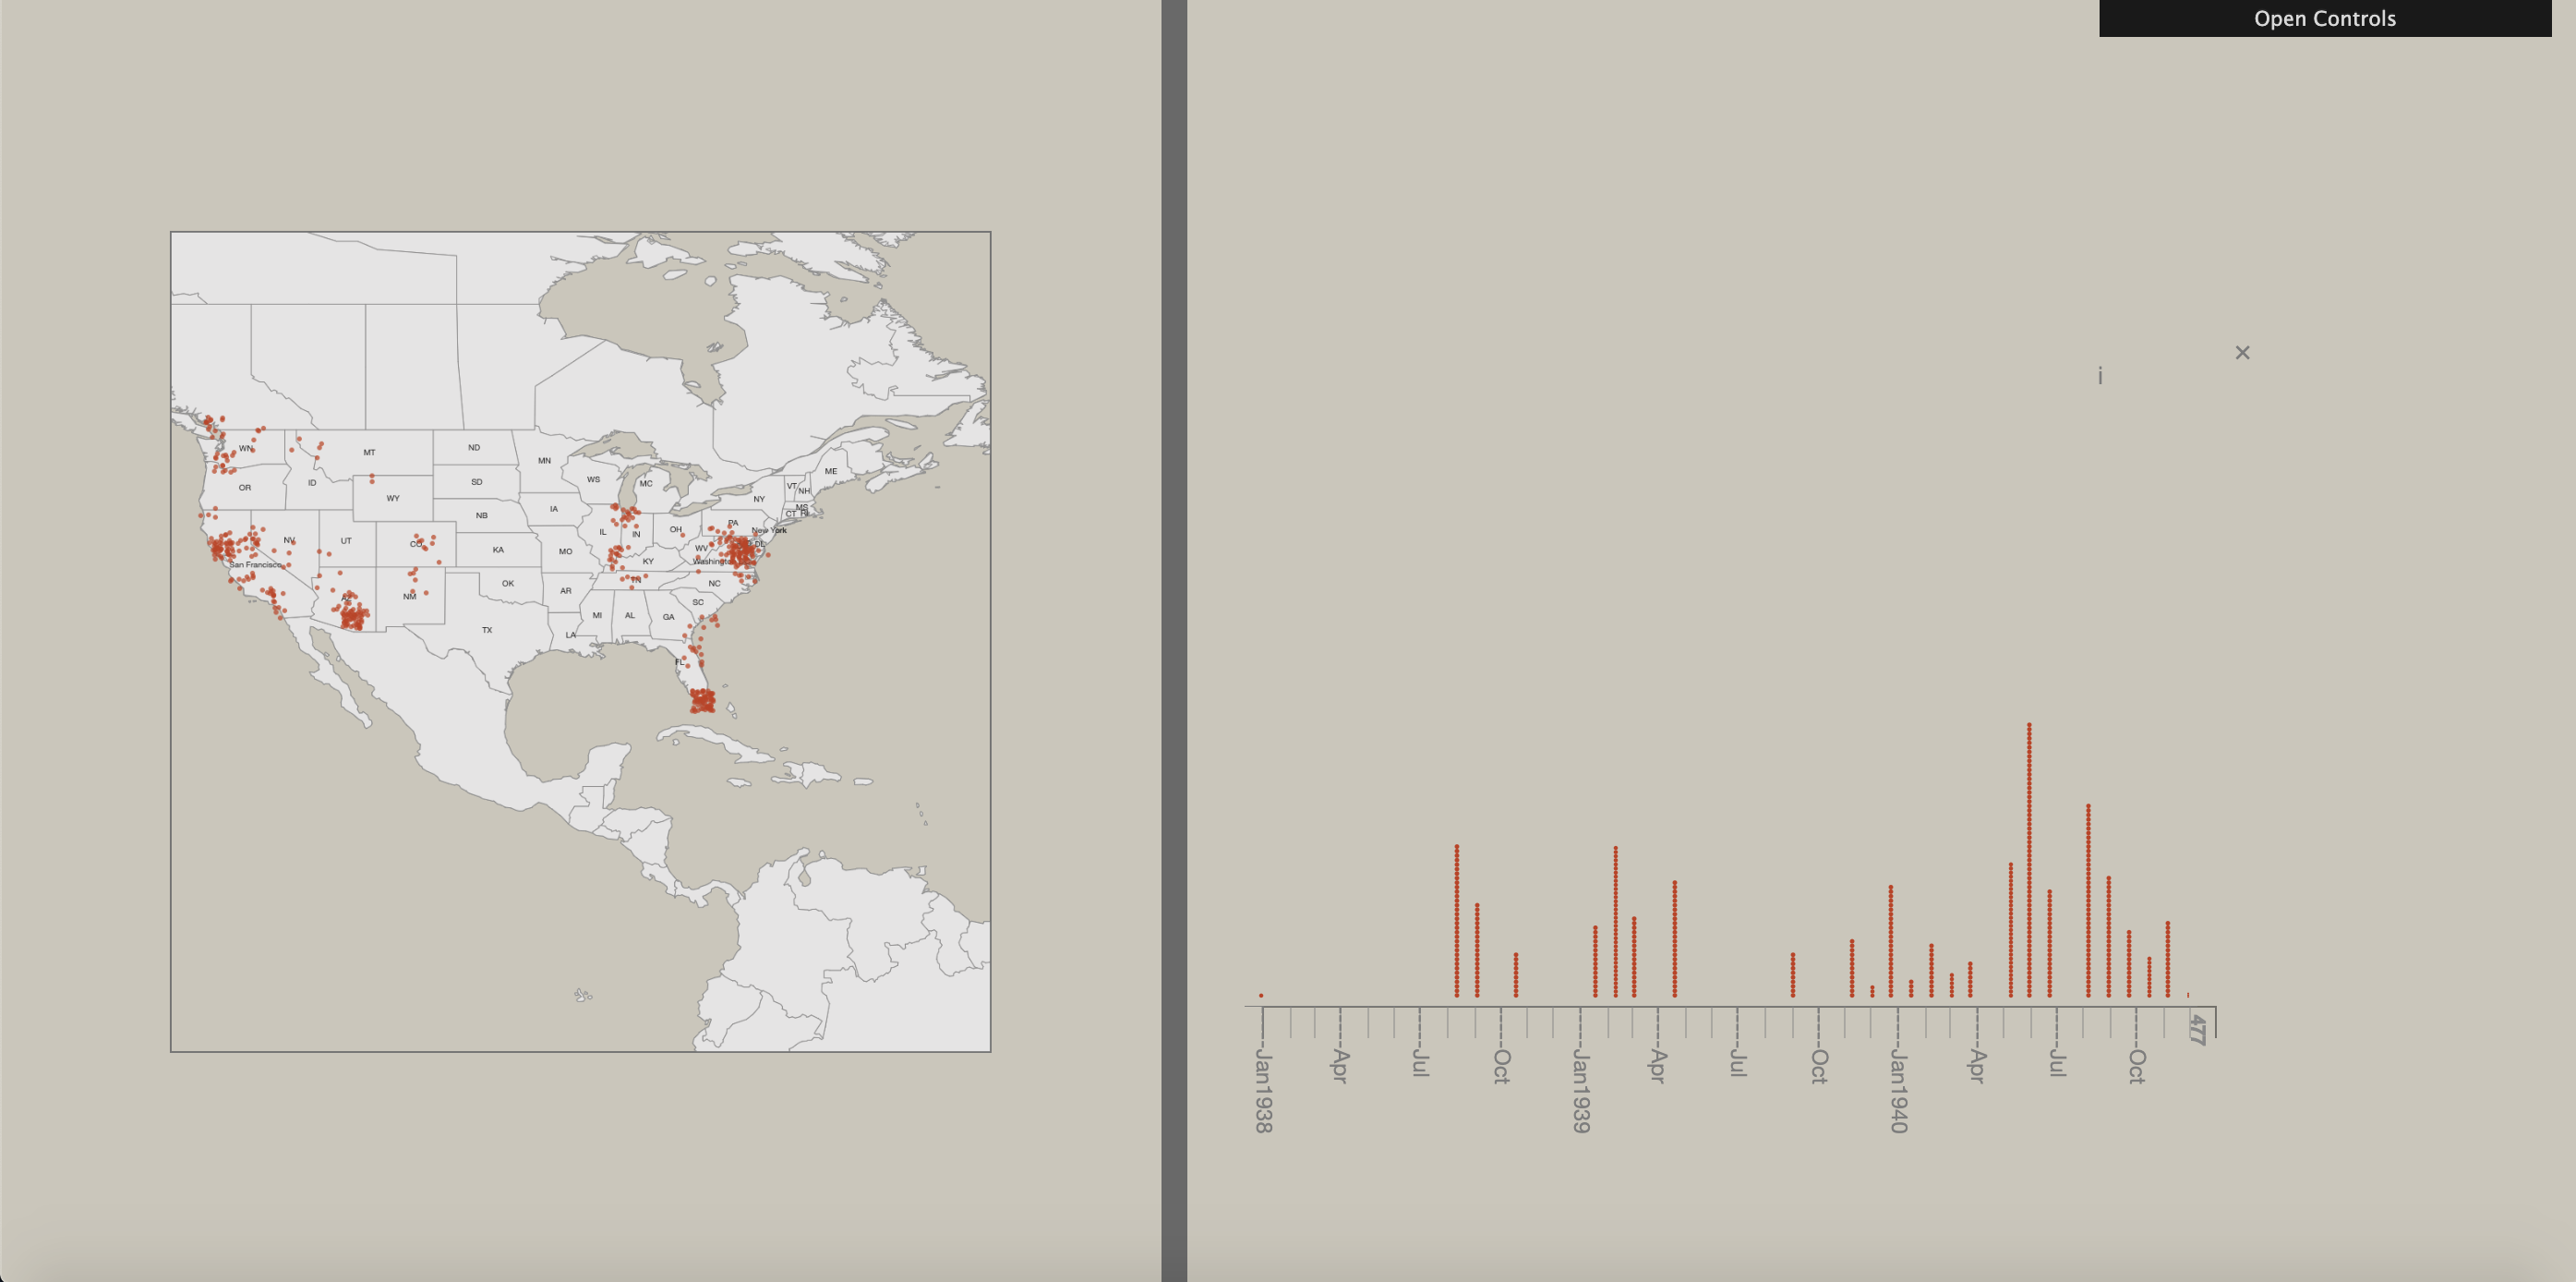 Open Controls
×
i
WN
MT
ND
MN
ME
OR
ID
WY
SD
WS
MC
NY
VT
NH
MS
CT RI
NB
IA
IL
IN
OH
PA
New York
NV
UT
CO
KA
MO
KY
WV
DL
San Francisco
Washington
OK
AR
TN
NC
AZ
NM
TX
LA
MI
AL
GA
SC
FL
Jan1938
Apr
Jul
Oct
Jan1939
Apr
Jul
Oct
Jan1940
Apr
Jul
Oct
477